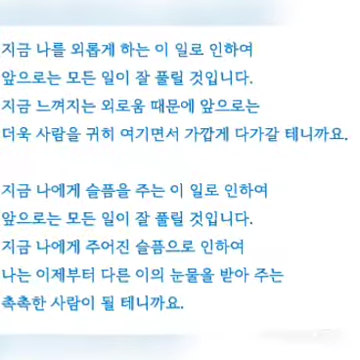 지금 나를 외롭게 하는 이 일로 인하여
앞으로는 모든 일이 잘 풀릴 것입니다.
지금 느껴지는 외로움 때문에 앞으로는
더욱 사람을 귀히 여기면서 가깝게 다가갈 테니까요.
지금 나에게 슬픔을 주는 이 일로 인하여
앞으로는 모든 일이 잘 풀릴 것입니다.
지금 나에게 주어진 슬픔으로 인하여
나는 이제부터 다른 이의 눈물을 받아 주는
촉촉한 사람이 될 테니까요.